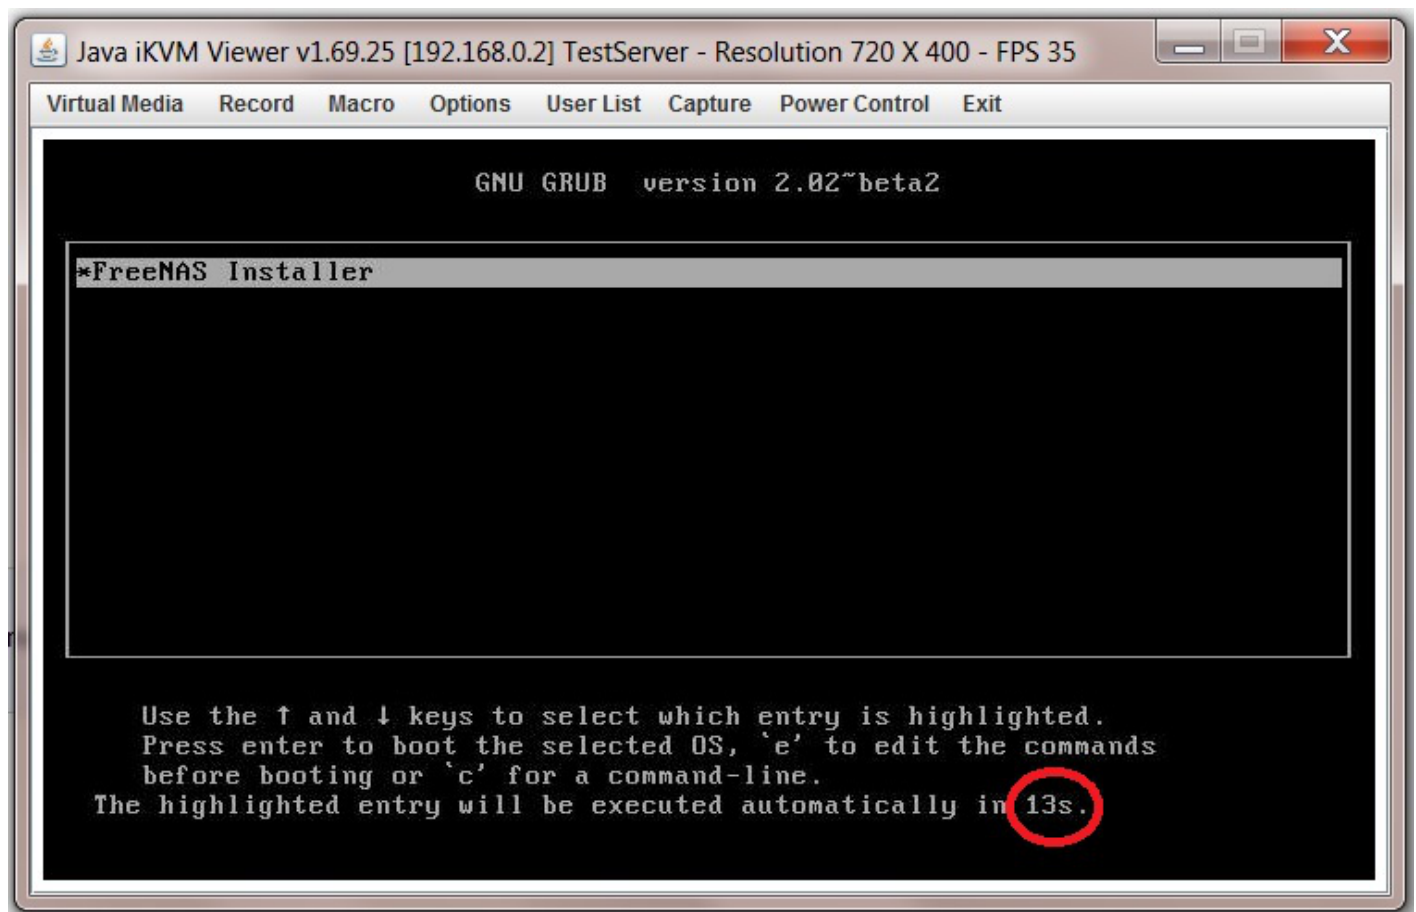 Java iKVM Viewer v1.69.25 [192.168.0.2] TestServer - Resolution 720 X 400 - FPS 35
Virtual Media Record Macro Options User List Capture Power Control Exit
GNU GRUB version 2.02~beta2
*FreeNAS Installer
Use the ↑ and ↓ keys to select which entry is highlighted.
Press enter to boot the selected OS, `e' to edit the commands
before booting or `c' for a command-line.
The highlighted entry will be executed automatically in 13s.